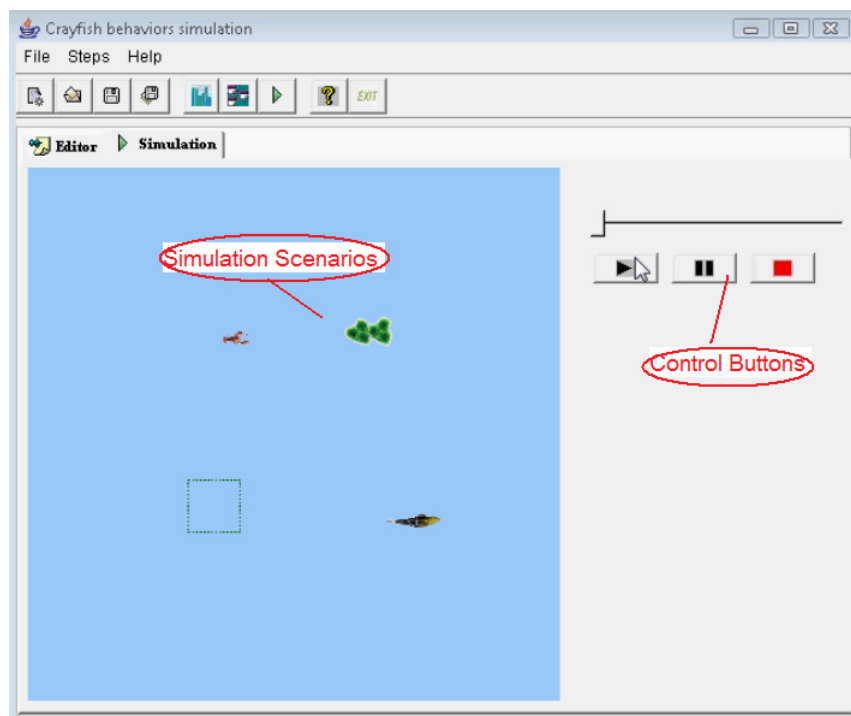 Crayfish behaviors simulation
File Steps Help
EXIT
Editor Simulation
Simulation Scenarios
Control Buttons